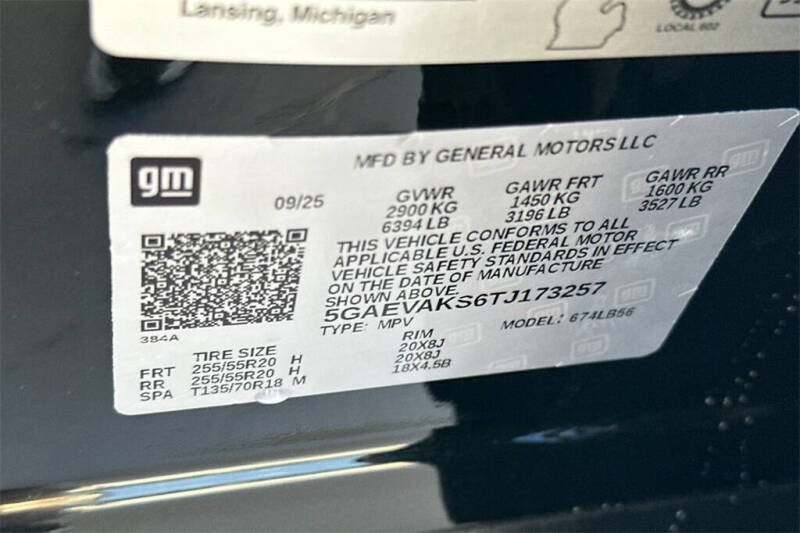 Lansing, Michigan
LOCAL 602
gm
MFD BY GENERAL MOTORS LLC
09/25
GVWR GAWR FRT GAWR RR
2900 KG 1450 KG 1600 KG
6394 LB 3196 LB 3527 LB
THIS VEHICLE CONFORMS TO ALL
APPLICABLE U.S. FEDERAL MOTOR
VEHICLE SAFETY STANDARDS IN EFFECT
ON THE DATE OF MANUFACTURE
SHOWN ABOVE.
5GAEVAKS6TJ173257
TYPE: MPV MODEL: 674LB56
384A
TIRE SIZE RIM
FRT 255/55R20 H 20X8J
RR 255/55R20 H 20X8J
SPA T135/70R18 M 18X4.5B